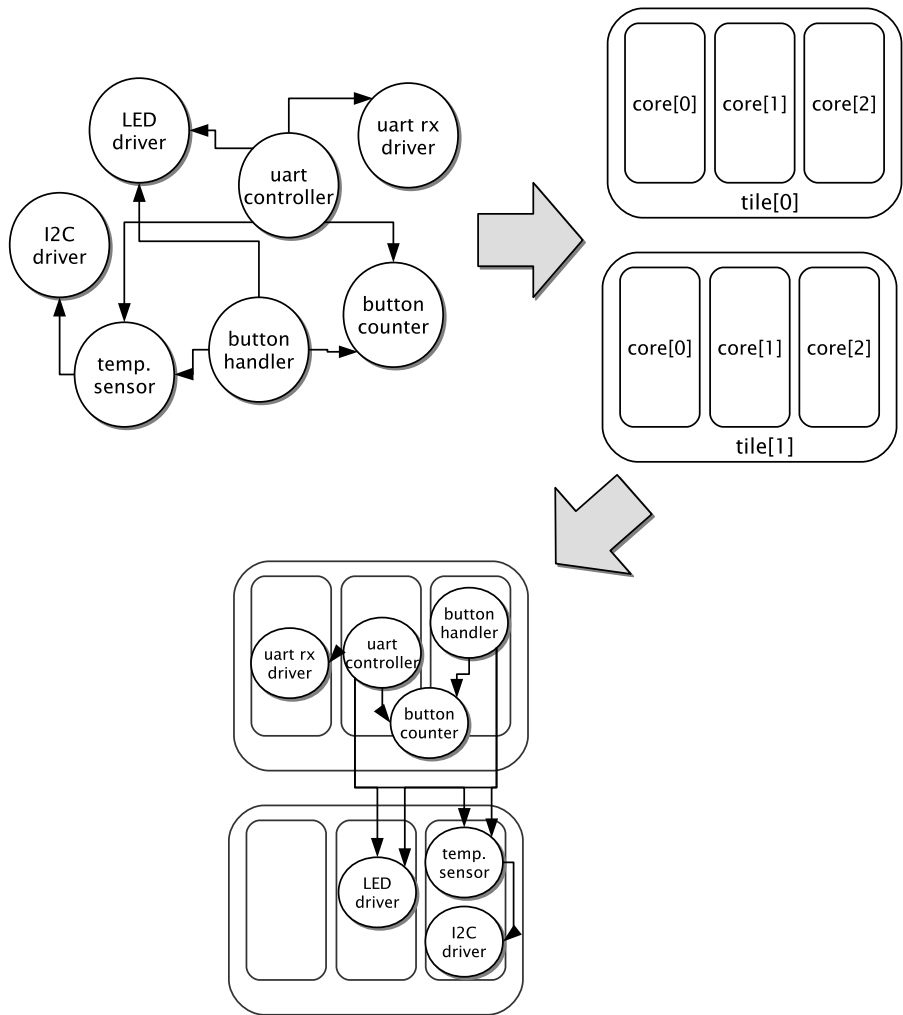 LED
driver
uart rx
driver
uart
controller
I2C
driver
button
counter
temp.
sensor
button
handler
core[0]
core[1]
core[2]
tile[0]
core[0]
core[1]
core[2]
tile[1]
uart rx
driver
uart
controller
button
handler
button
counter
temp.
sensor
LED
driver
I2C
driver